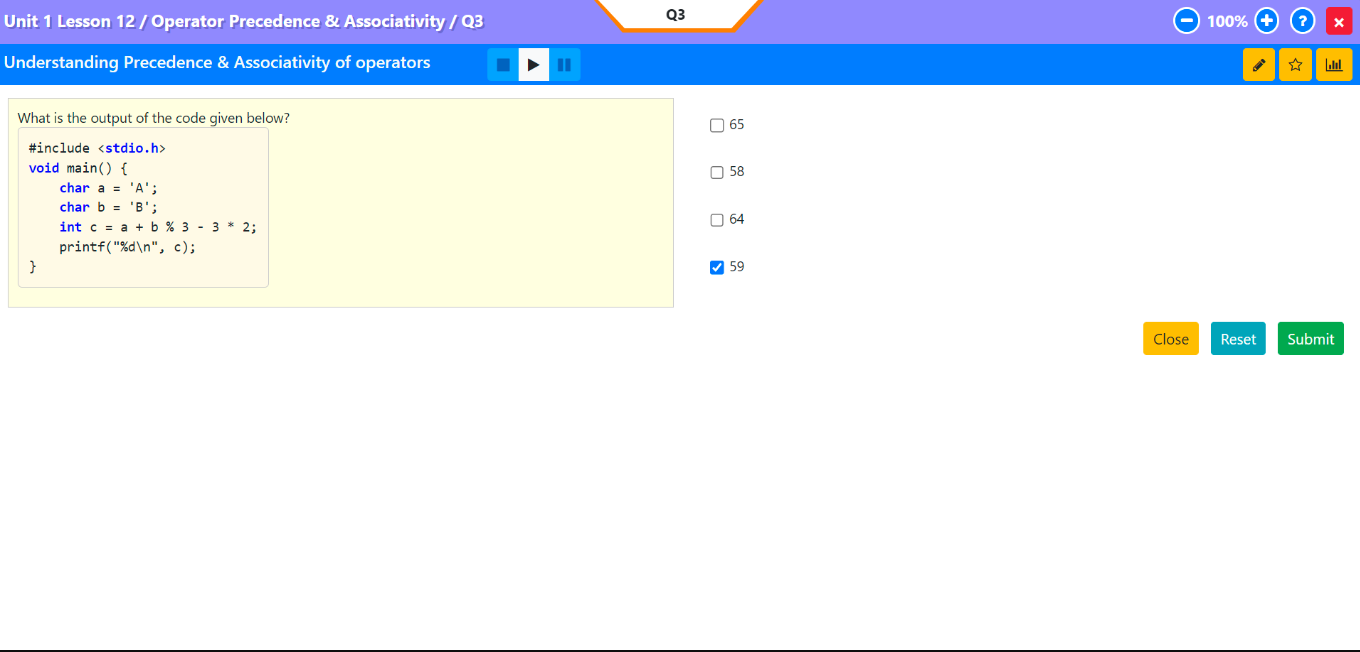 Unit 1 Lesson 12 / Operator Precedence & Associativity / Q3
Q3
100%
?
Understanding Precedence & Associativity of operators
What is the output of the code given below?
#include <stdio.h>
void main() {
    char a = 'A';
    char b = 'B';
    int c = a + b % 3 - 3 * 2;
    printf("%d\n", c);
}
65
58
64
59
Close Reset Submit